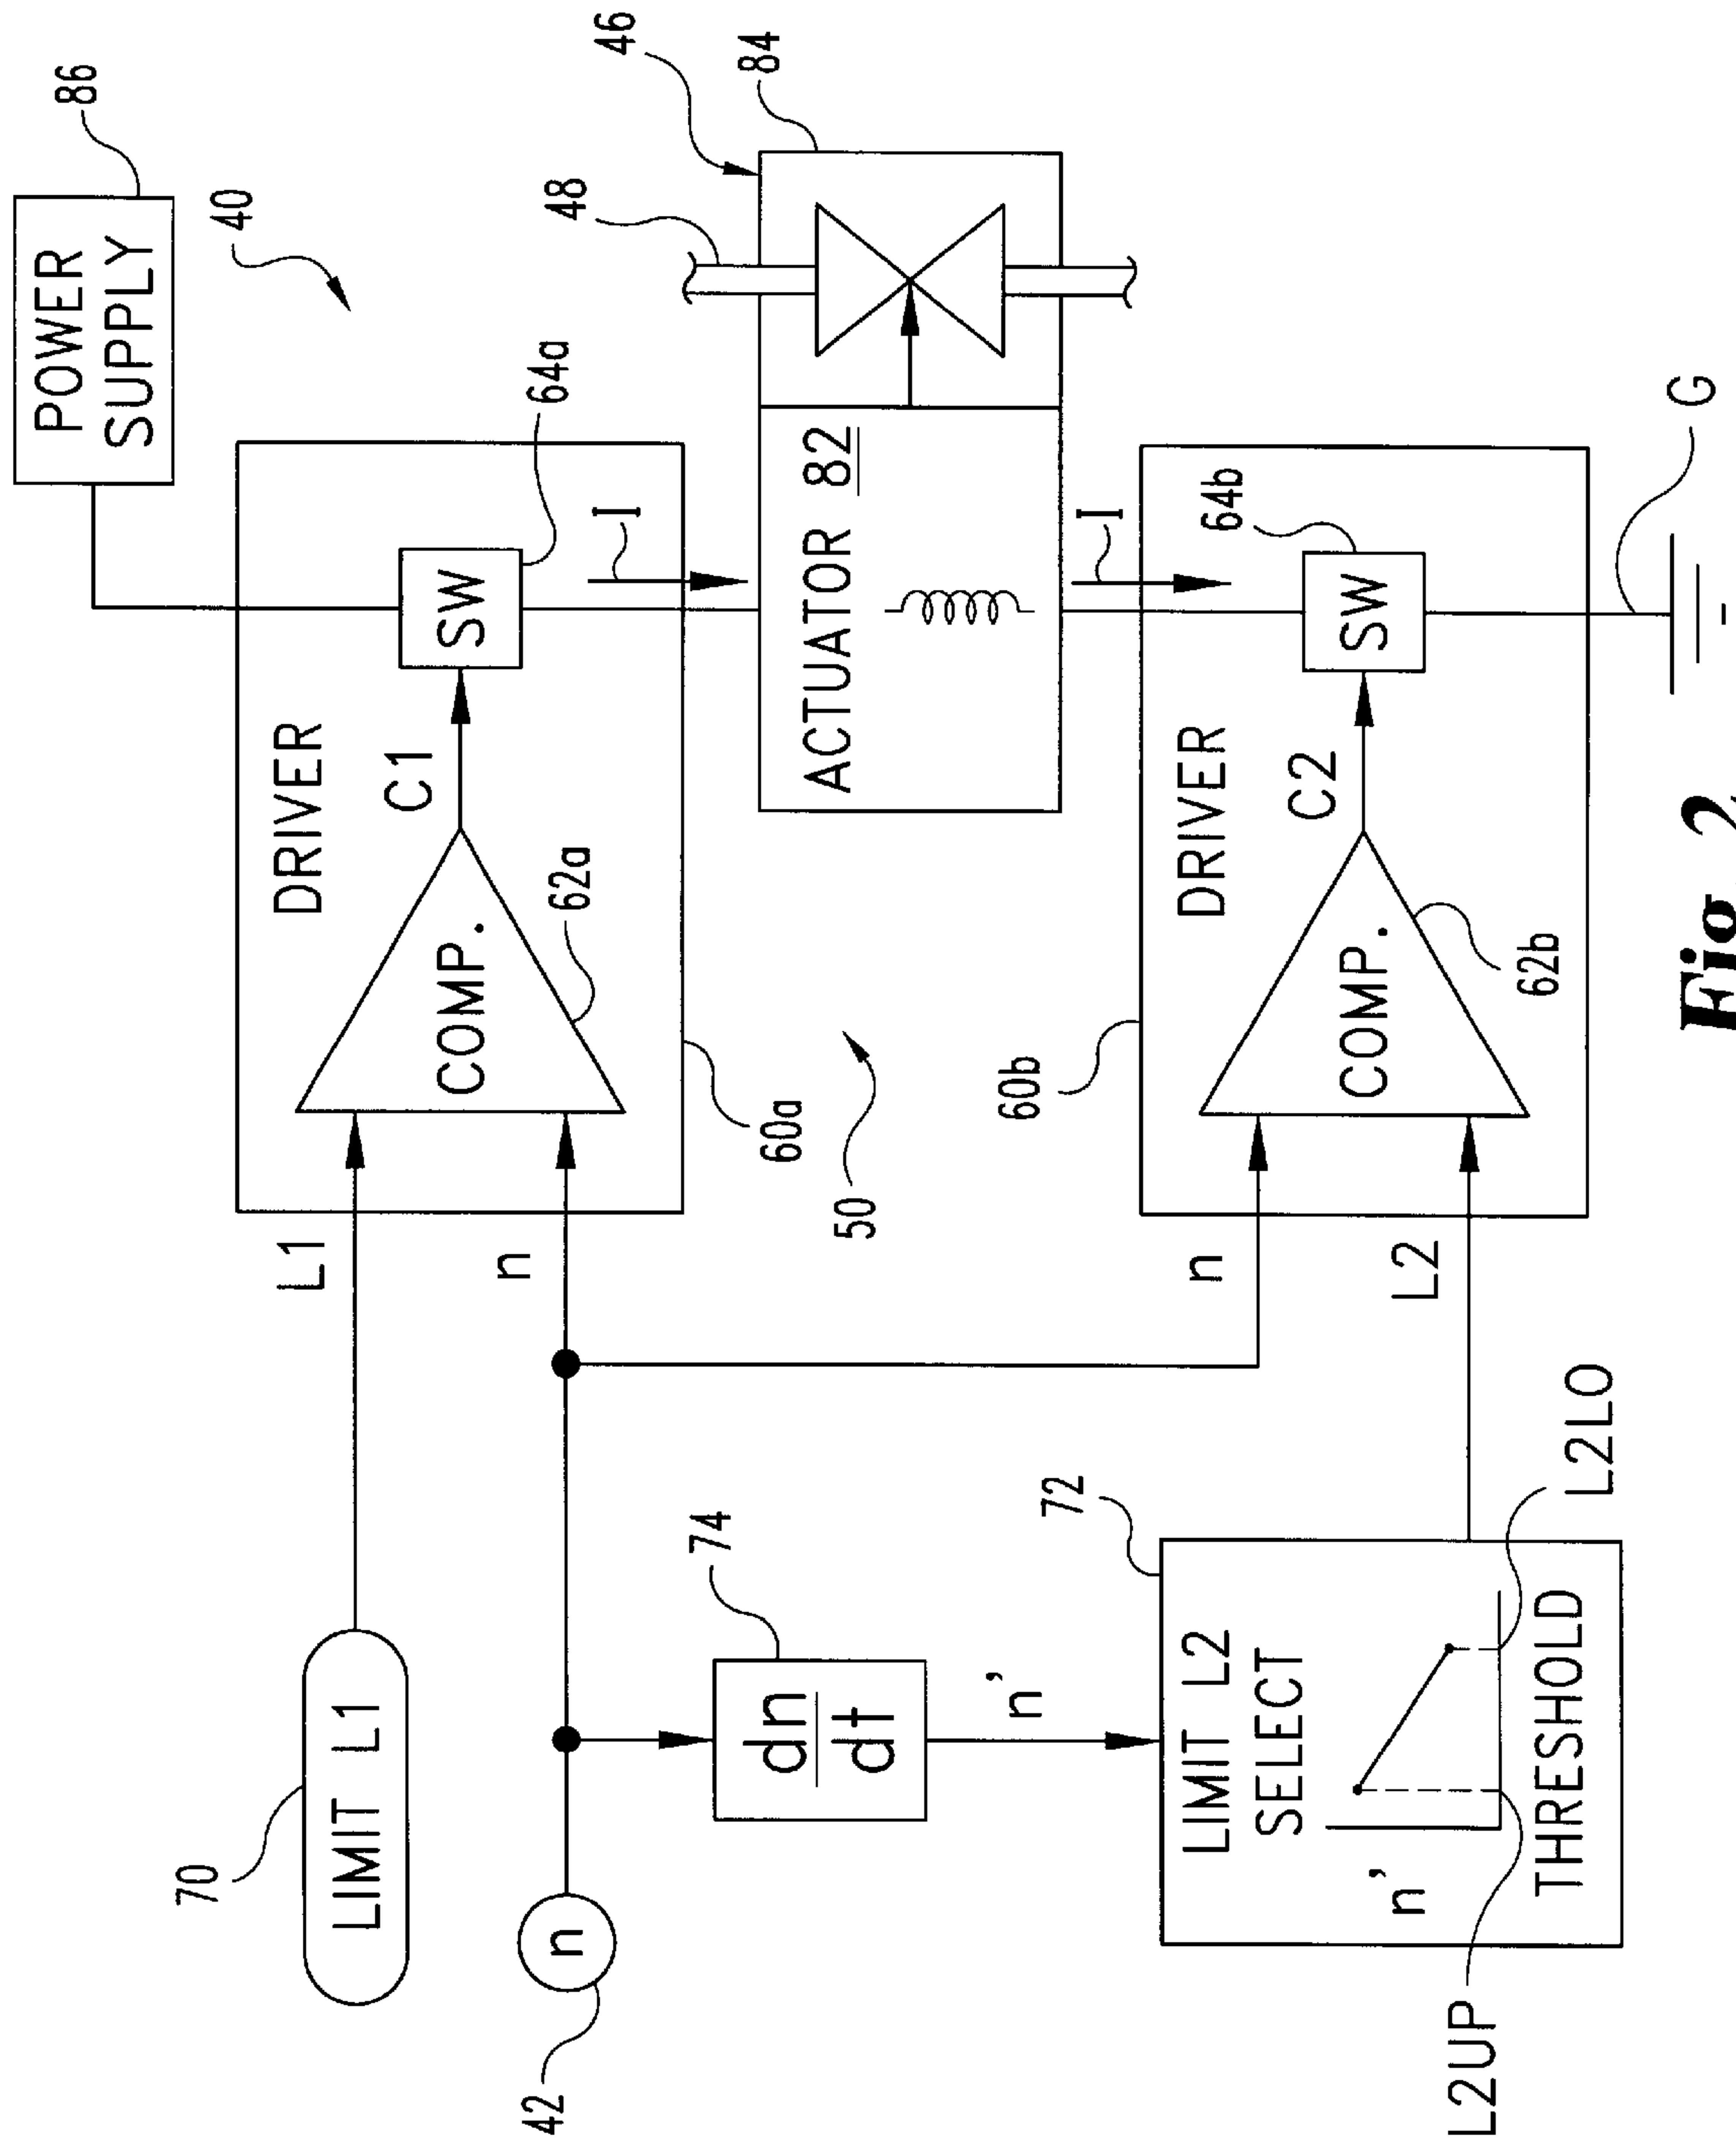 POWER
SUPPLY
86
40
LIMIT L1
70
L1
n
DRIVER
COMP.
62a
C1
SW
64a
60a
I
n
42
dn
dt
74
n'
50
ACTUATOR 82
48
46
84
I
LIMIT L2
SELECT
72
n'
THRESHOLD
L2UP
L2LO
n
L2
60b
DRIVER
COMP.
62b
C2
SW
64b
G
Fig. 2